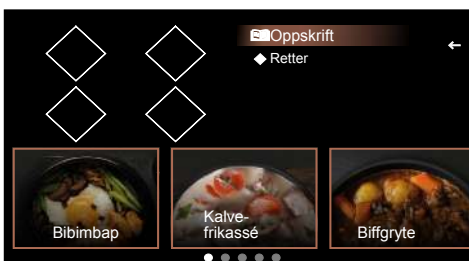 Oppskrift
Retter
Bibimbap
Kalve-
frikassé
Biffgryte